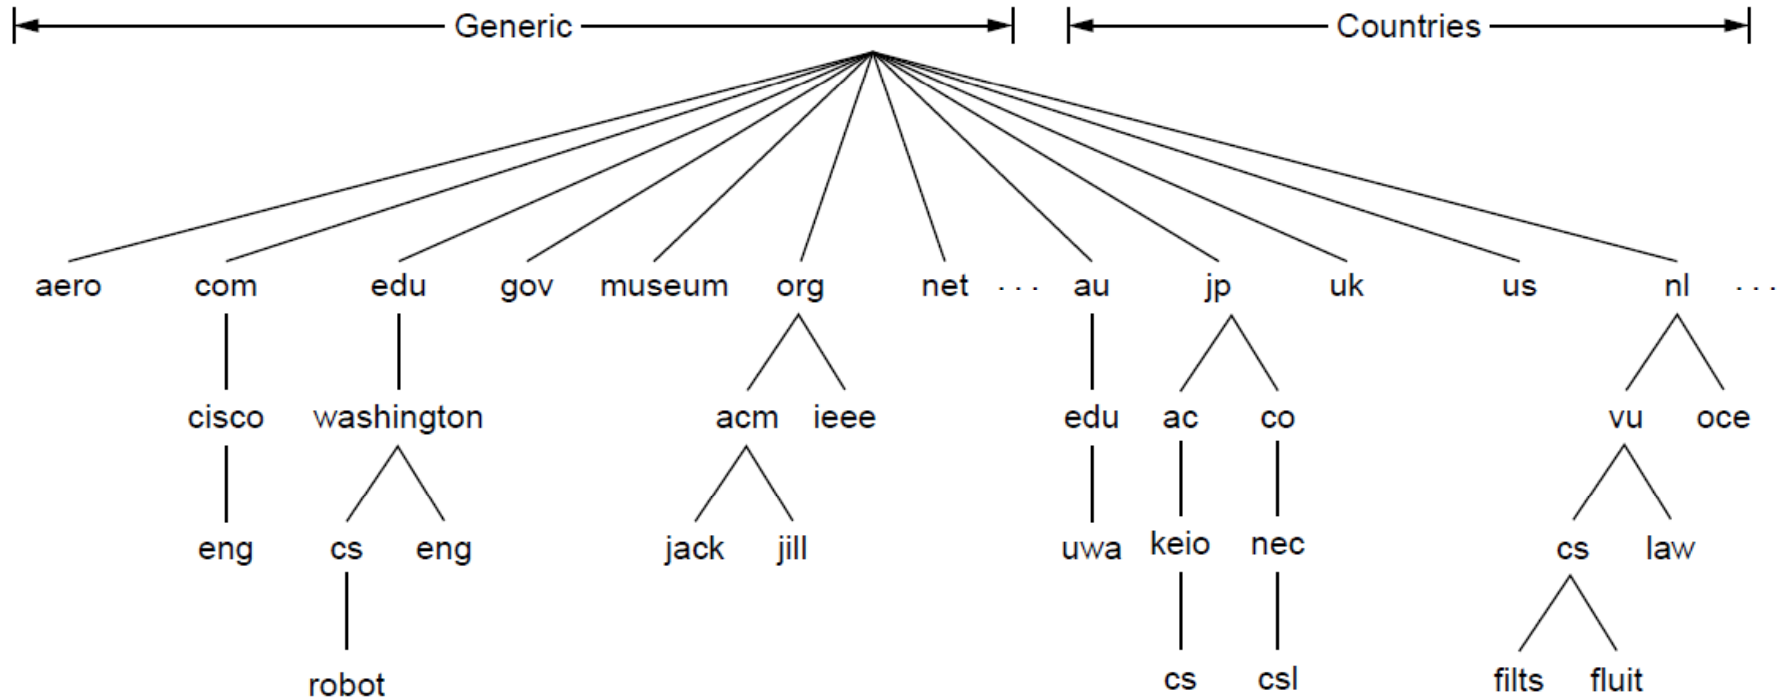 Generic Countries
aero com edu gov museum org net ... au jp uk us nl ...
cisco washington acm ieee edu ac co vu oce
eng cs eng jack jill uwa keio nec cs law
robot cs csl filts fluit